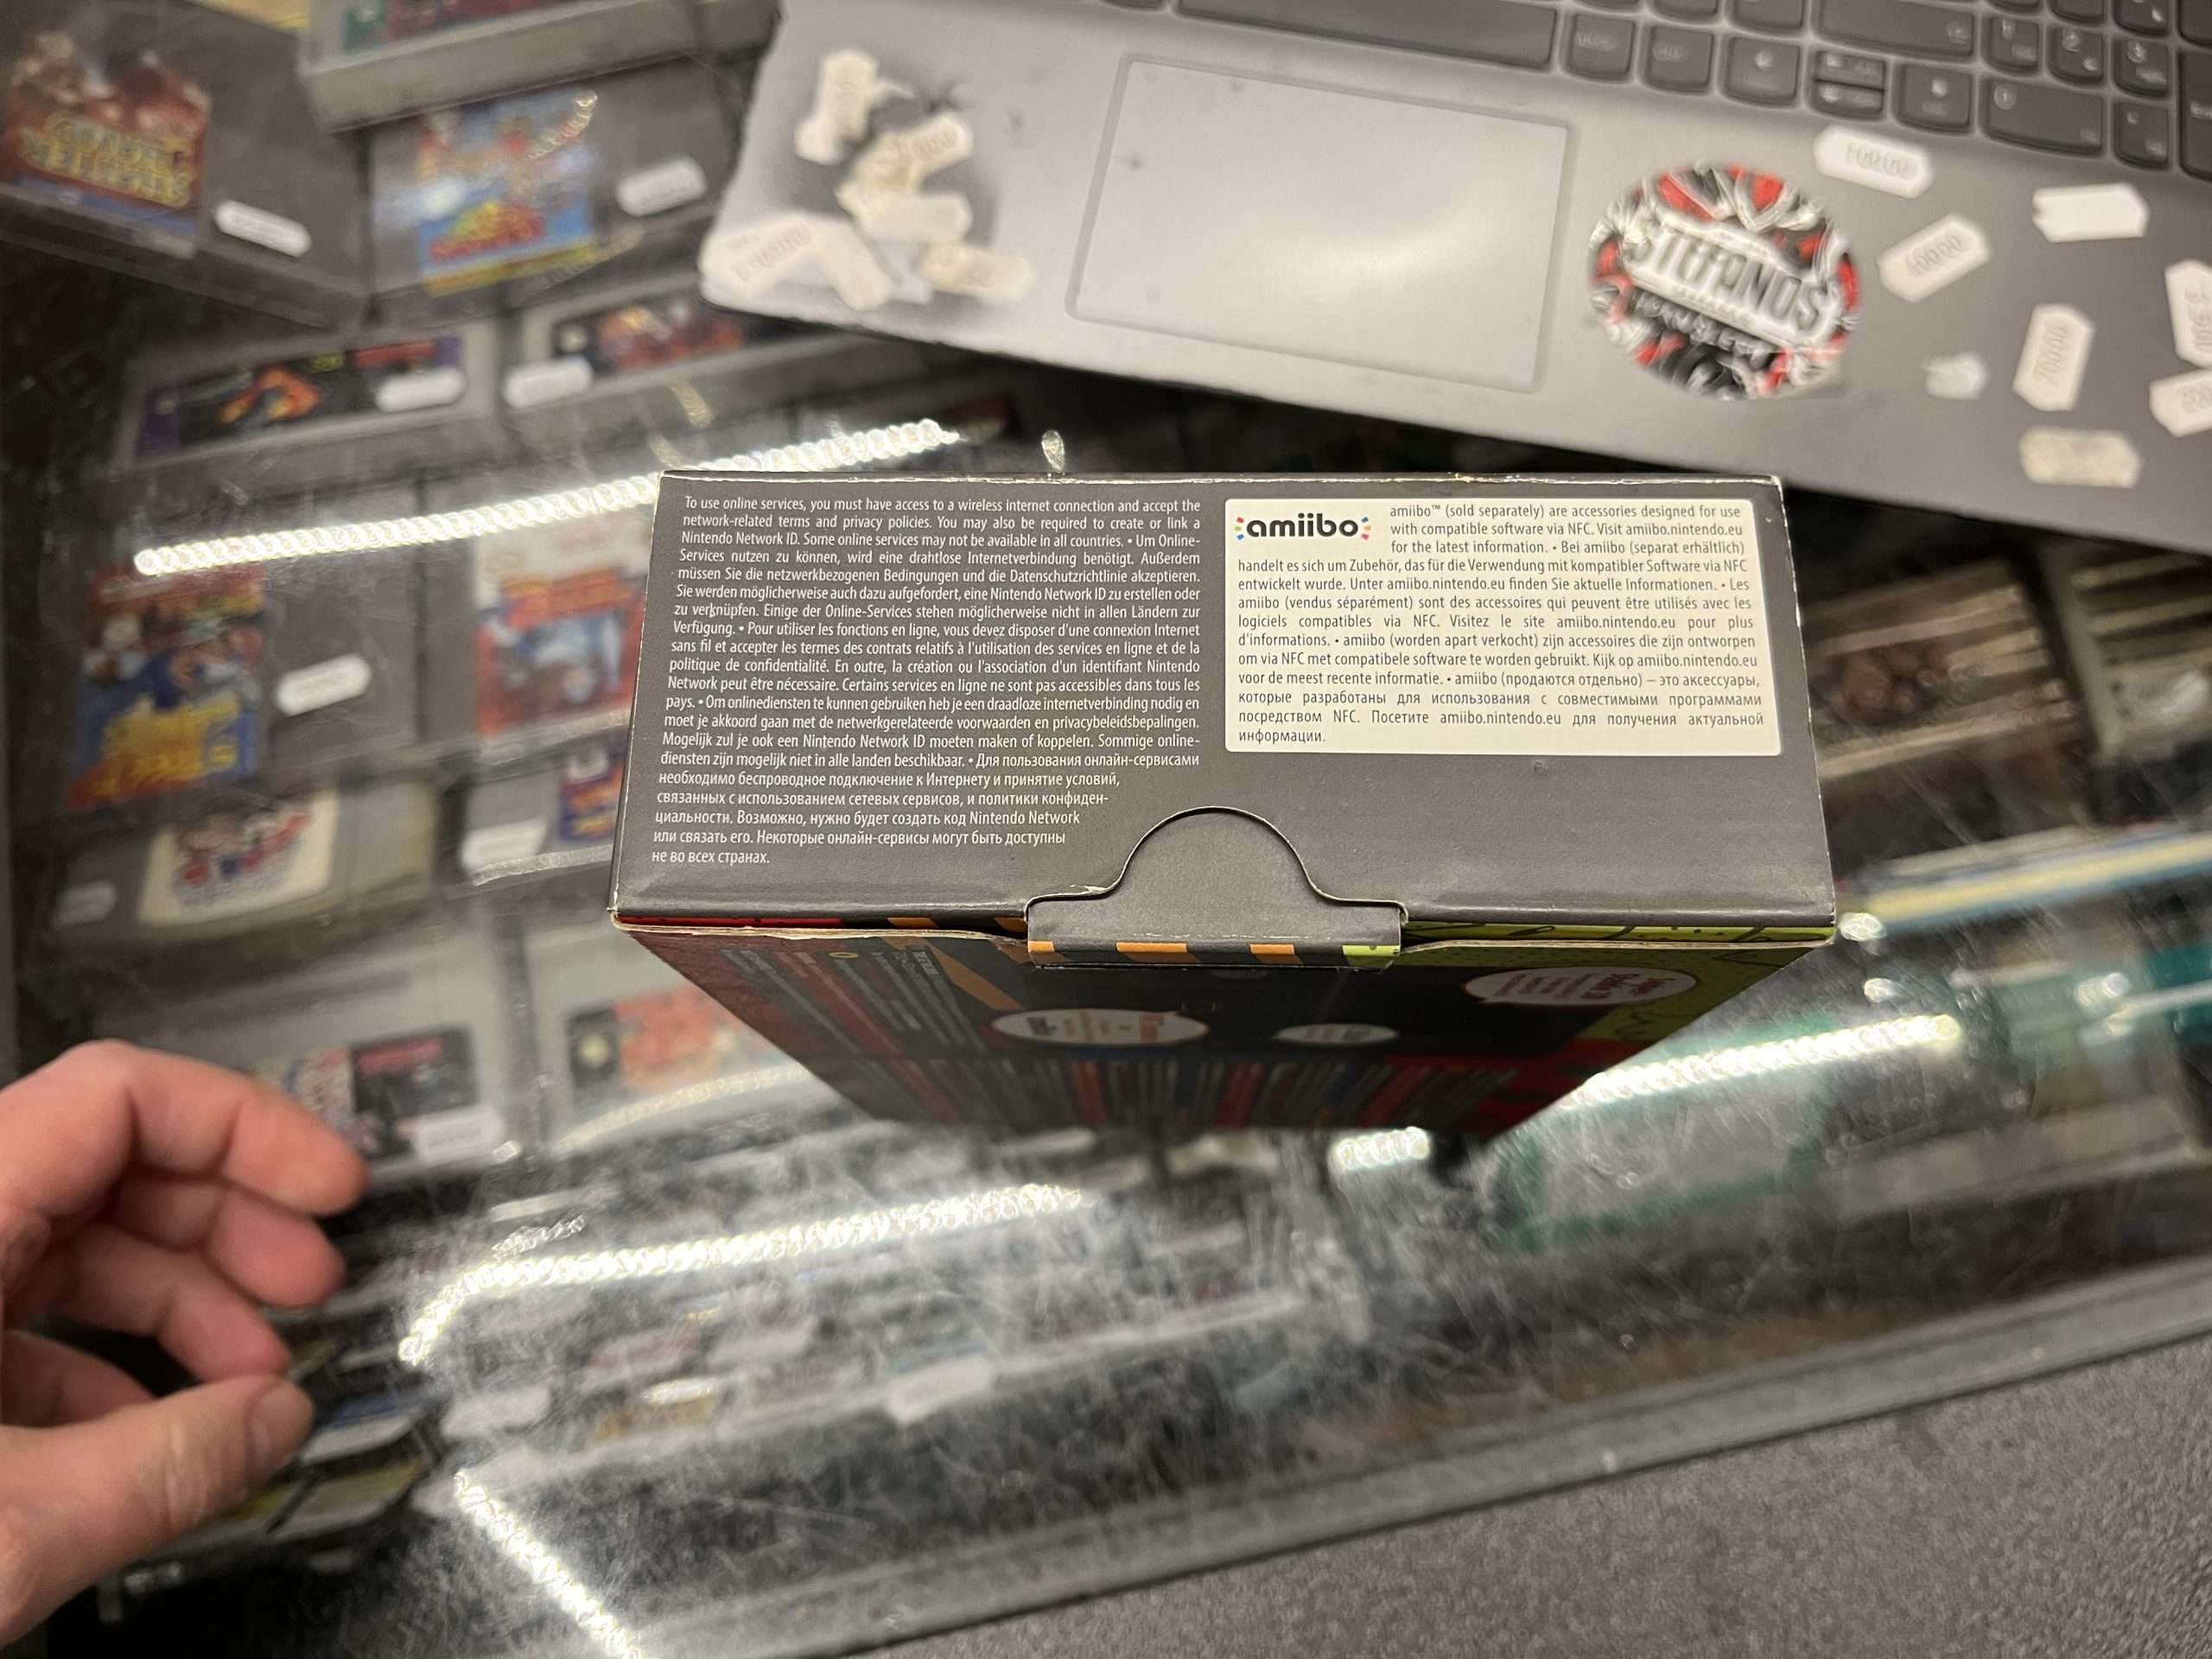 STEFANOS
To use online services, you must have access to a wireless internet connection and accept the
network-related terms and privacy policies. You may also be required to create or link a
Nintendo Network ID. Some online services may not be available in all countries. • Um Online-
Services nutzen zu können, wird eine drahtlose Internetverbindung benötigt. Außerdem
müssen Sie die netzwerkbezogenen Bedingungen und die Datenschutzrichtlinie akzeptieren.
Sie werden möglicherweise auch dazu aufgefordert, eine Nintendo Network ID zu erstellen oder
zu verknüpfen. Einige der Online-Services stehen möglicherweise nicht in allen Ländern zur
Verfügung. • Pour utiliser les fonctions en ligne, vous devez disposer d'une connexion Internet
sans fil et accepter les termes des contrats relatifs à l'utilisation des services en ligne et de la
politique de confidentialité. En outre, la création ou l'association d'un identifiant Nintendo
Network peut être nécessaire. Certains services en ligne ne sont pas accessibles dans tous les
pays. • Om onlinediensten te kunnen gebruiken heb je een draadloze internetverbinding nodig en
moet je akkoord gaan met de netwerkgerelateerde voorwaarden en privacybeleidsbepalingen.
Mogelijk zul je ook een Nintendo Network ID moeten maken of koppelen. Sommige online-
diensten zijn mogelijk niet in alle landen beschikbaar. • Для пользования онлайн-сервисами
необходимо беспроводное подключение к Интернету и принятие условий,
связанных с использованием сетевых сервисов, и политики конфиден-
циальности. Возможно, нужно будет создать код Nintendo Network
или связать его. Некоторые онлайн-сервисы могут быть доступны
не во всех странах.
amiibo
amiibo™ (sold separately) are accessories designed for use
with compatible software via NFC. Visit amiibo.nintendo.eu
for the latest information. • Bei amiibo (separat erhältlich)
handelt es sich um Zubehör, das für die Verwendung mit kompatibler Software via NFC
entwickelt wurde. Unter amiibo.nintendo.eu finden Sie aktuelle Informationen. • Les
amiibo (vendus séparément) sont des accessoires qui peuvent être utilisés avec les
logiciels compatibles via NFC. Visitez le site amiibo.nintendo.eu pour plus
d'informations. • amiibo (worden apart verkocht) zijn accessoires die zijn ontworpen
om via NFC met compatibele software te worden gebruikt. Kijk op amiibo.nintendo.eu
voor de meest recente informatie. • amiibo (продаются отдельно) – это аксессуары,
которые разработаны для использования с совместимыми программами
посредством NFC. Посетите amiibo.nintendo.eu для получения актуальной
информации.